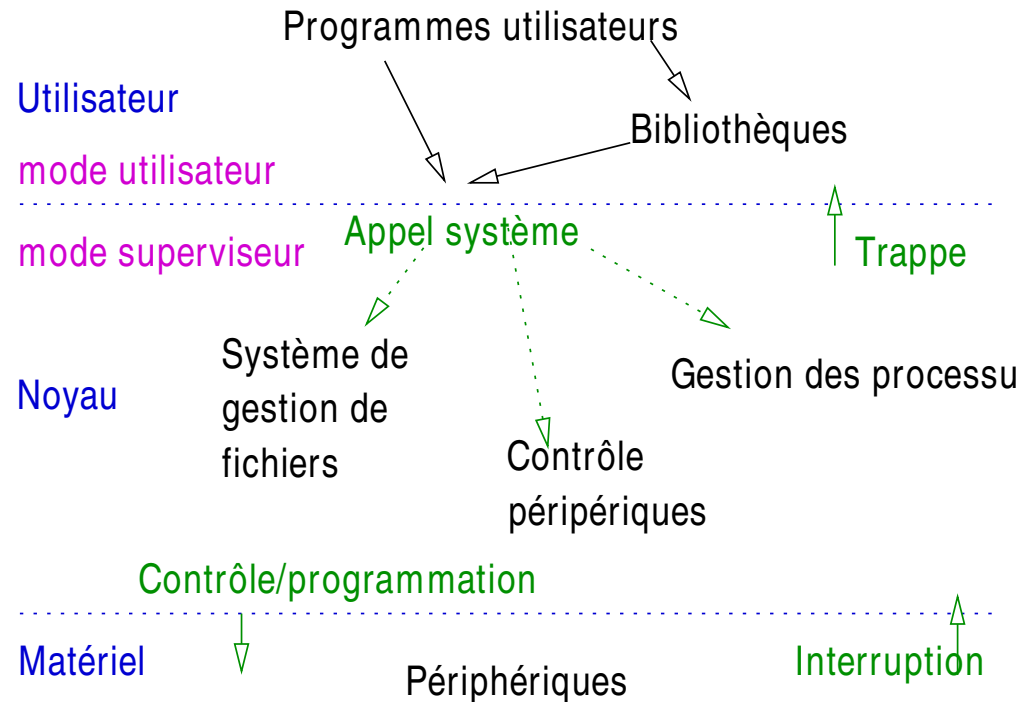 Programmes utilisateurs
Utilisateur
Bibliothèques
mode utilisateur
Appel système
mode superviseur
Trappe
Système de
gestion de
fichiers
Gestion des processu
Noyau
Contrôle
péripériques
Contrôle/programmation
Matériel
Périphériques
Interruption